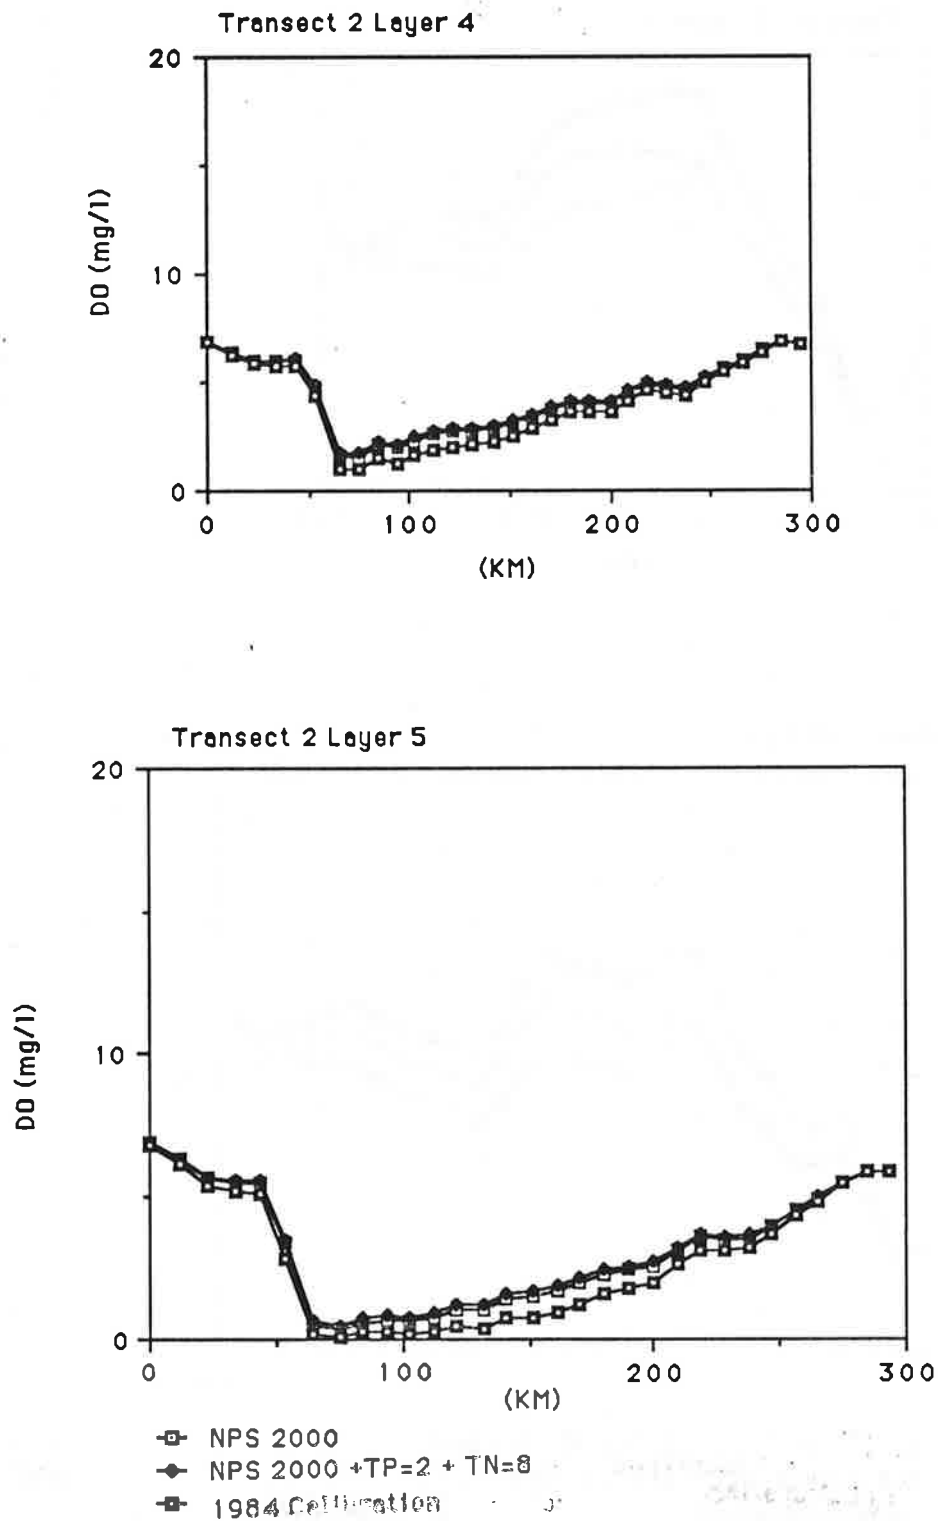 Transect 2 Layer 4
20
10
0
DO (mg/l)
0 100 200 300
(KM)
Transect 2 Layer 5
20
10
0
DO (mg/l)
0 100 200 300
(KM)
NPS 2000
NPS 2000 +TP=2 + TN=8
1984